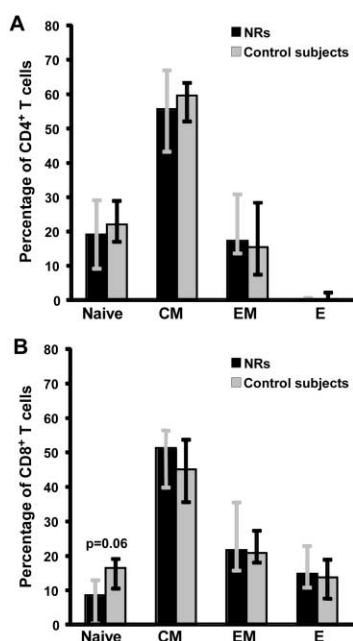 A
NRs
Control subjects
Percentage of CD4⁺ T cells
80
70
60
50
40
30
20
10
0
Naive CM EM E
B
NRs
Control subjects
Percentage of CD8⁺ T cells
80
70
60
50
40
30
20
10
0
p=0.06
Naive CM EM E